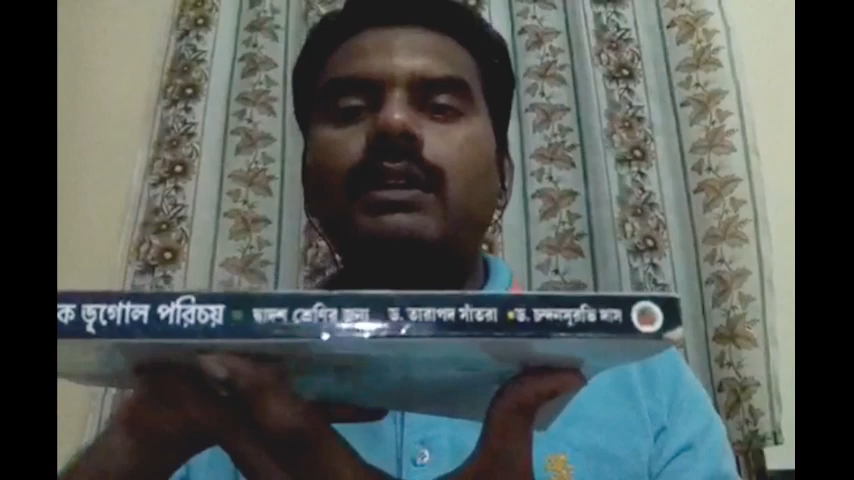 ক ভূগোল পরিচয় • দ্বাদশ শ্রেণির জন্য ড. তারাপদ সাঁতরা • ড. চন্দনসুরভি দাস